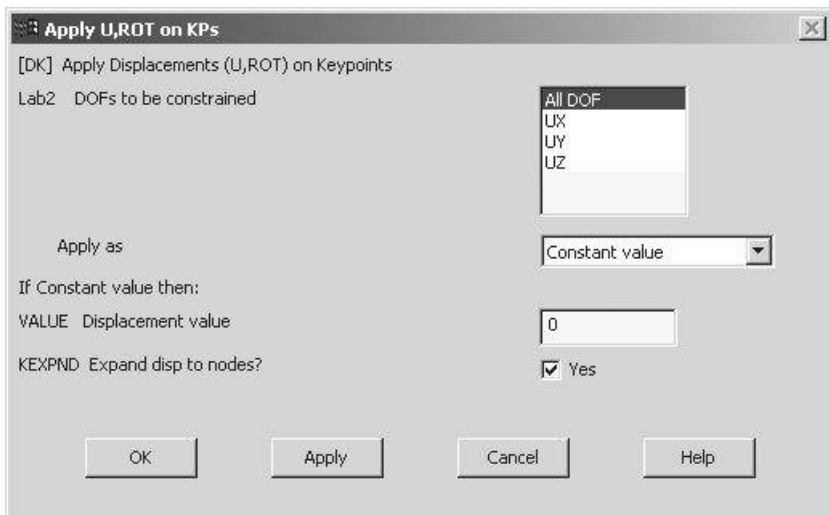 Apply U,ROT on KPs
[DK] Apply Displacements (U,ROT) on Keypoints
Lab2 DOFs to be constrained
All DOF
UX
UY
UZ
Apply as
Constant value
If Constant value then:
VALUE Displacement value
0
KEXPND Expand disp to nodes?
Yes
OK Apply Cancel Help